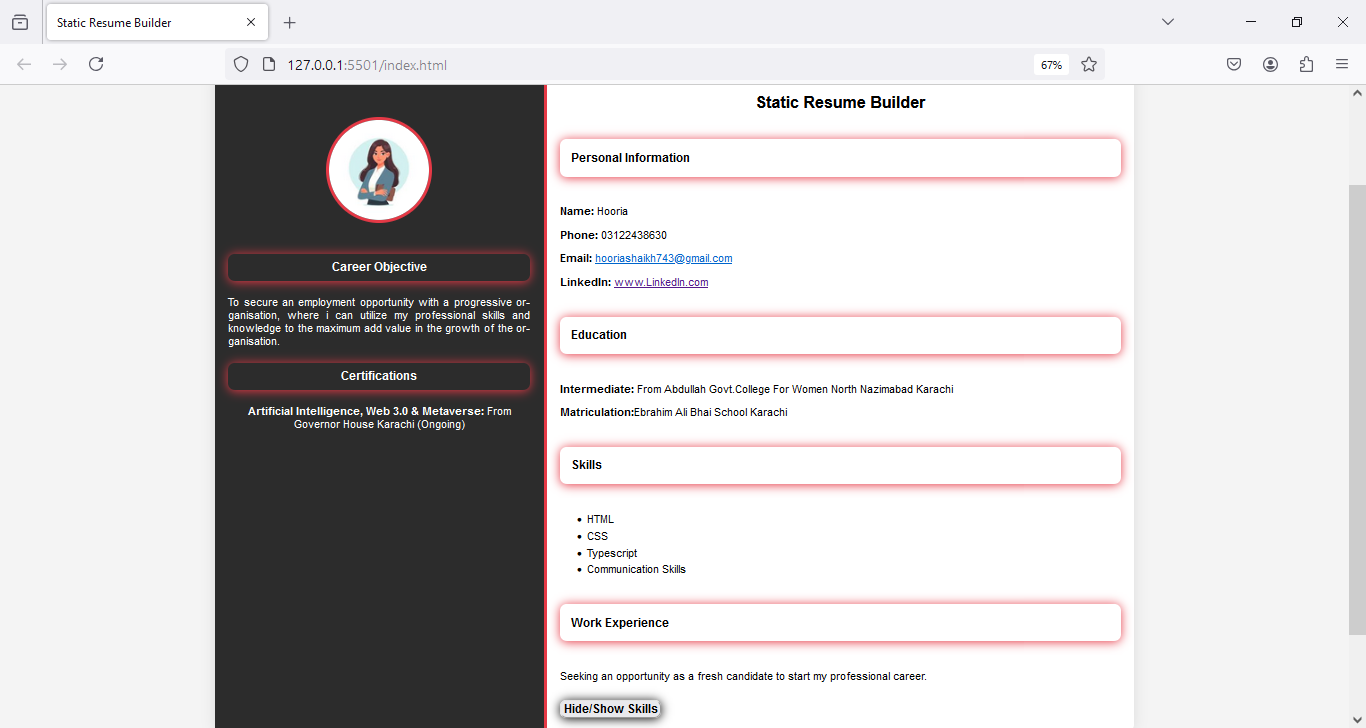 Static Resume Builder
127.0.0.1:5501/index.html
67%
Career Objective
To secure an employment opportunity with a progressive or-
ganisation, where i can utilize my professional skills and
knowledge to the maximum add value in the growth of the or-
ganisation.
Certifications
Artificial Intelligence, Web 3.0 & Metaverse: From
Governor House Karachi (Ongoing)
Static Resume Builder
Personal Information
Name: Hooria
Phone: 03122438630
Email: hooriashaikh743@gmail.com
LinkedIn: www.LinkedIn.com
Education
Intermediate: From Abdullah Govt.College For Women North Nazimabad Karachi
Matriculation:Ebrahim Ali Bhai School Karachi
Skills
• HTML
• CSS
• Typescript
• Communication Skills
Work Experience
Seeking an opportunity as a fresh candidate to start my professional career.
Hide/Show Skills